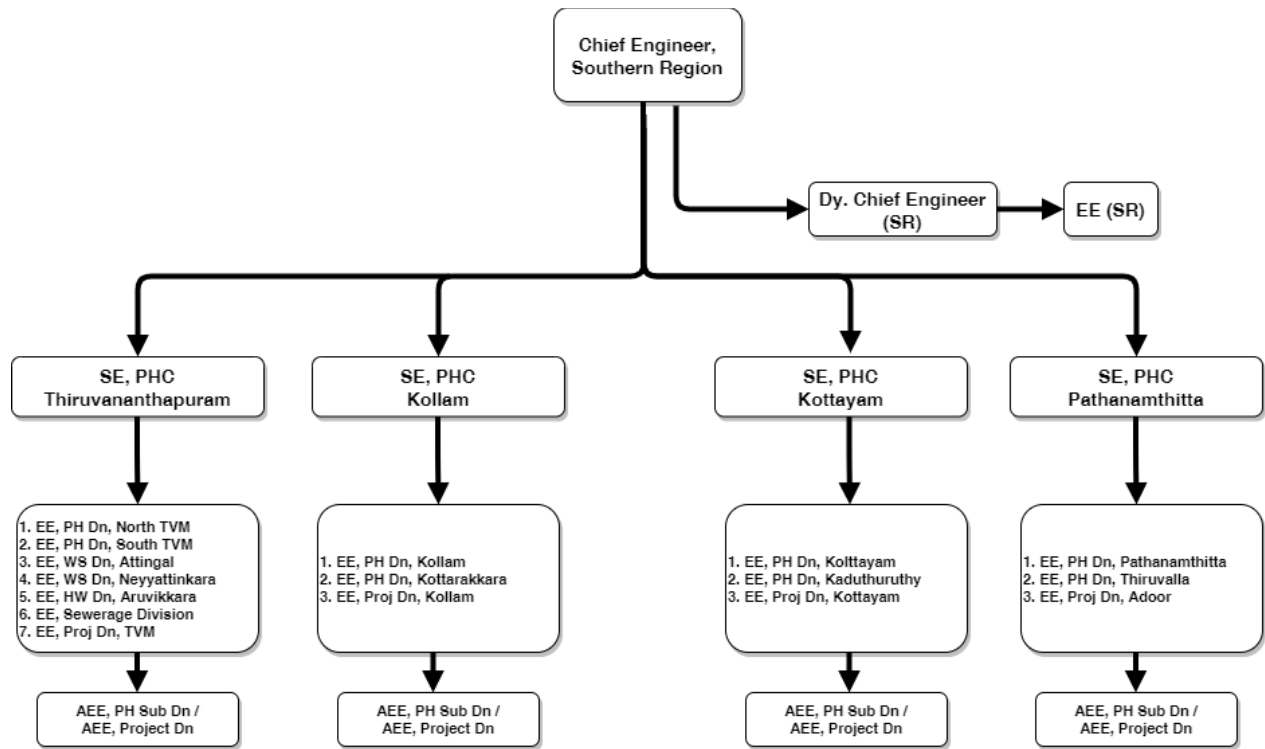 Chief Engineer,
Southern Region
Dy. Chief Engineer
(SR)
EE (SR)
SE, PHC
Thiruvananthapuram
SE, PHC
Kollam
SE, PHC
Kottayam
SE, PHC
Pathanamthitta
1. EE, PH Dn, North TVM
2. EE, PH Dn, South TVM
3. EE, WS Dn, Attingal
4. EE, WS Dn, Neyyattinkara
5. EE, HW Dn, Aruvikkara
6. EE, Sewerage Division
7. EE, Proj Dn, TVM
1. EE, PH Dn, Kollam
2. EE, PH Dn, Kottarakkara
3. EE, Proj Dn, Kollam
1. EE, PH Dn, Kolttayam
2. EE, PH Dn, Kaduthuruthy
3. EE, Proj Dn, Kottayam
1. EE, PH Dn, Pathanamthitta
2. EE, PH Dn, Thiruvalla
3. EE, Proj Dn, Adoor
AEE, PH Sub Dn /
AEE, Project Dn
AEE, PH Sub Dn /
AEE, Project Dn
AEE, PH Sub Dn /
AEE, Project Dn
AEE, PH Sub Dn /
AEE, Project Dn